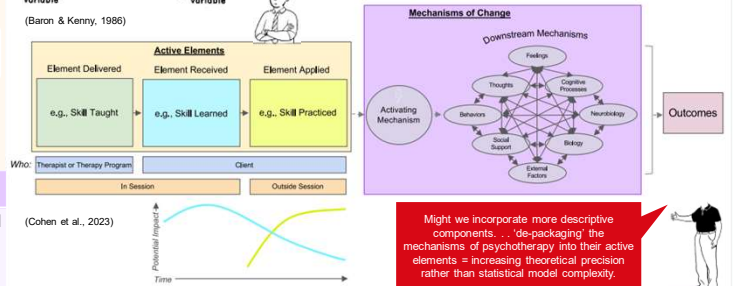 variable
(Baron & Kenny, 1986)
Active Elements
Element Delivered
Element Received
Element Applied
e.g., Skill Taught
e.g., Skill Learned
e.g., Skill Practiced
Who:
Therapist or Therapy Program
Client
In Session
Outside Session
Activating
Mechanism
Mechanisms of Change
Downstream Mechanisms
Feelings
Thoughts
Cognitive
Processes
Behaviors
Neurobiology
Social
Support
Biology
External
Factors
Outcomes
(Cohen et al., 2023)
Potential Impact
Time
Might we incorporate more descriptive
components. . . ‘de-packaging’ the
mechanisms of psychotherapy into their active
elements = increasing theoretical precision
rather than statistical model complexity.